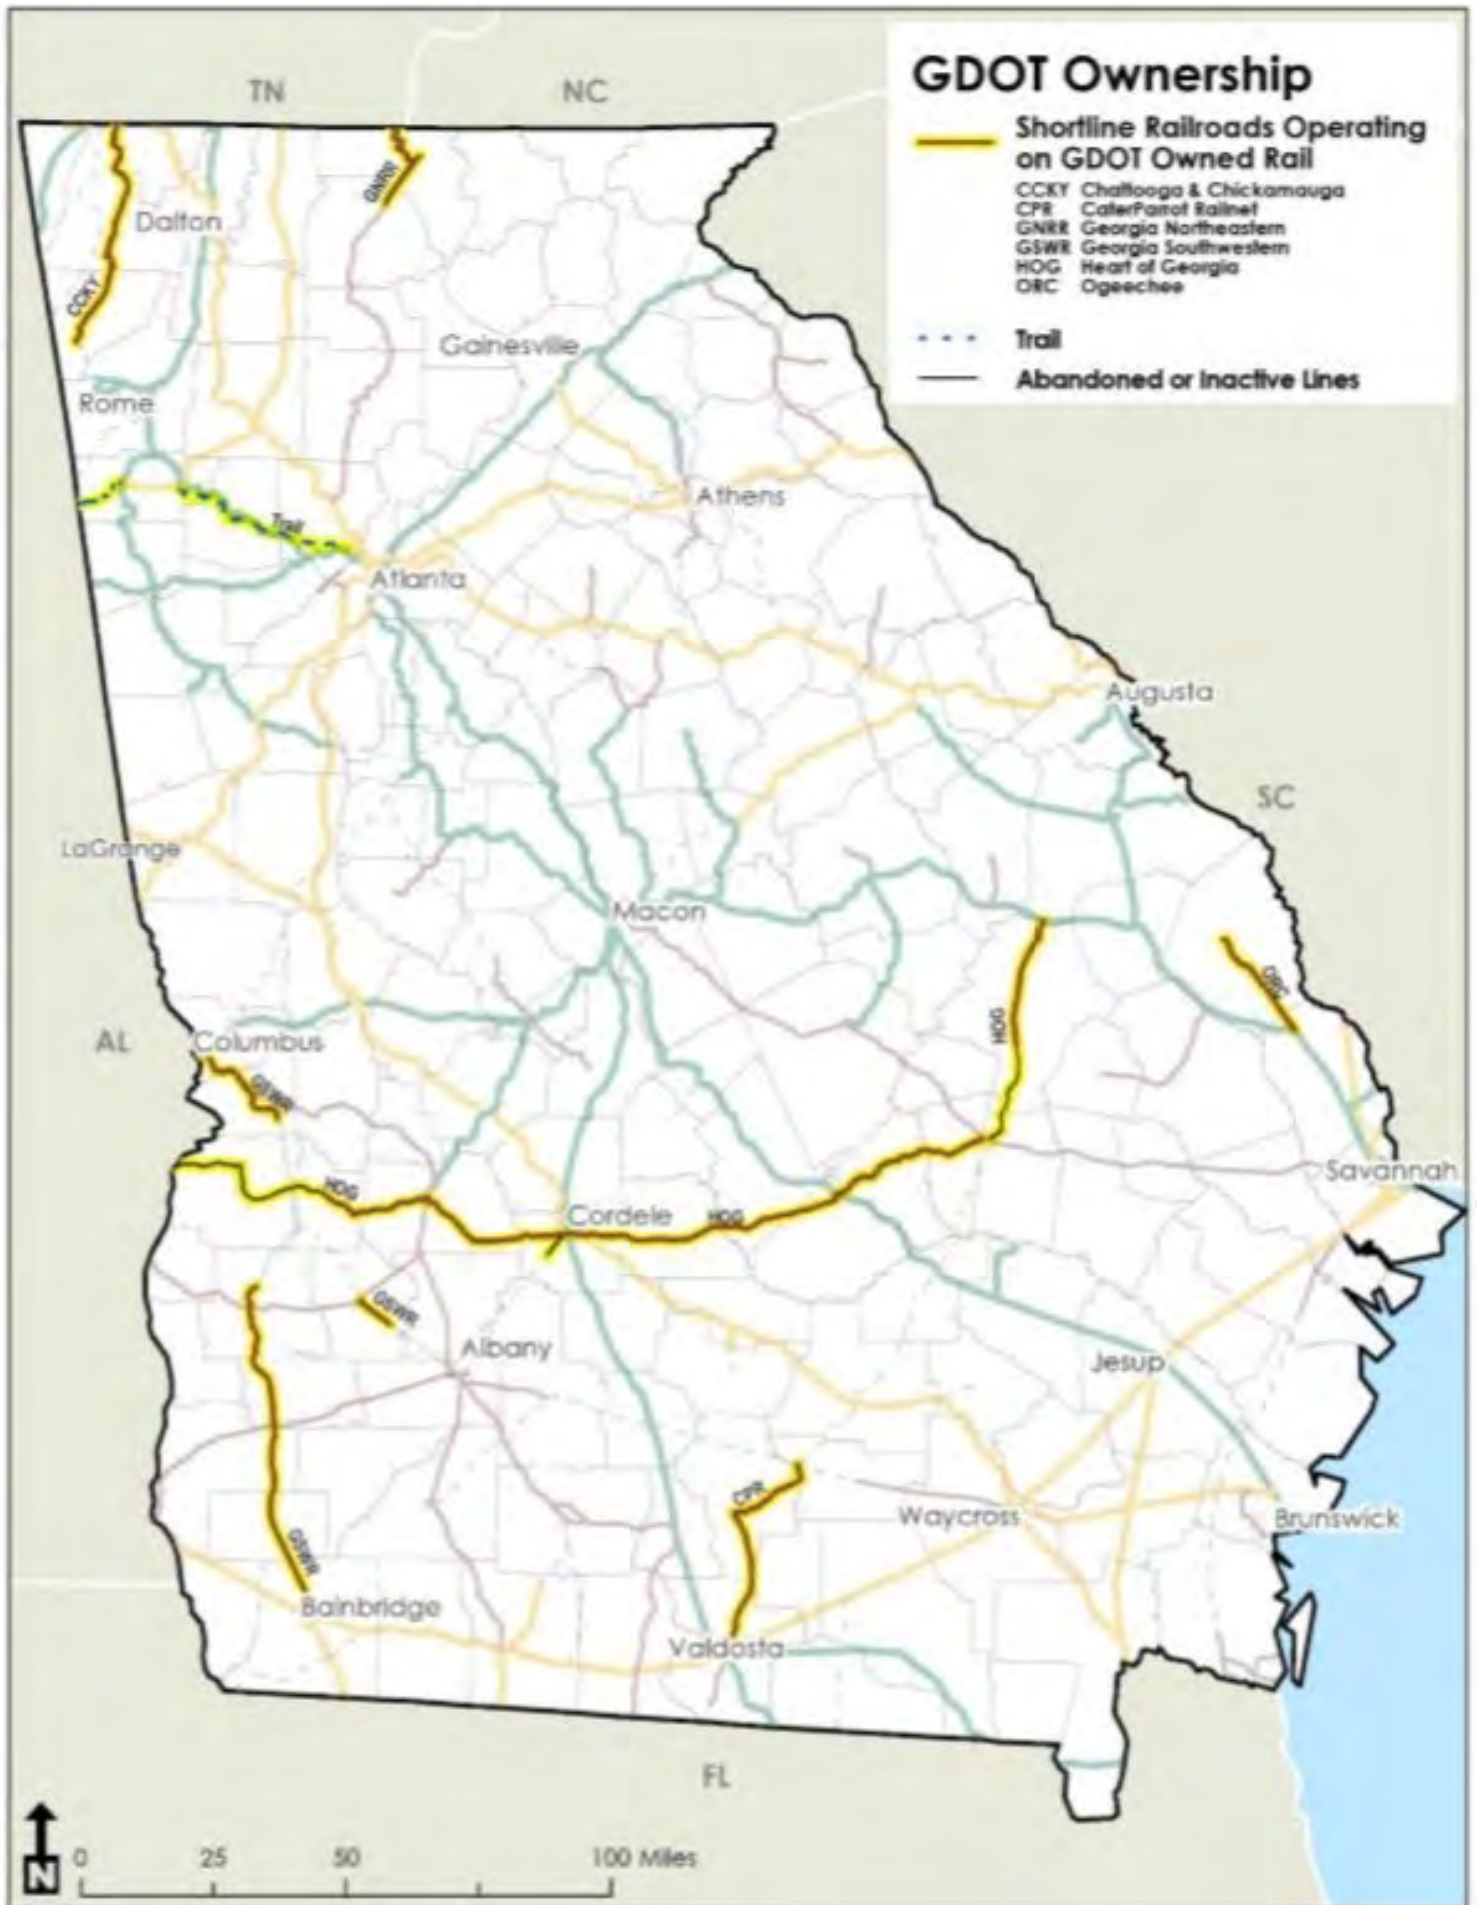 GDOT Ownership
Shortline Railroads Operating
on GDOT Owned Rail
CCKY Chattooga & Chickamauga
CPR CaterParrot Railnet
GNRR Georgia Northeastern
GSWR Georgia Southwestern
HOG Heart of Georgia
ORC Ogeechee
Trail
Abandoned or Inactive Lines
TN
NC
GNRR
Dalton
CCKY
Gainesville
Rome
Athens
Trail
Atlanta
Augusta
SC
LaGrange
Macon
ORC
HOG
AL
Columbus
GSWR
Savannah
HOG
Cordele
HOG
GSWR
Albany
Jesup
CPR
Waycross
Brunswick
GSWR
Bainbridge
Valdosta
FL
N
0 25 50 100 Miles